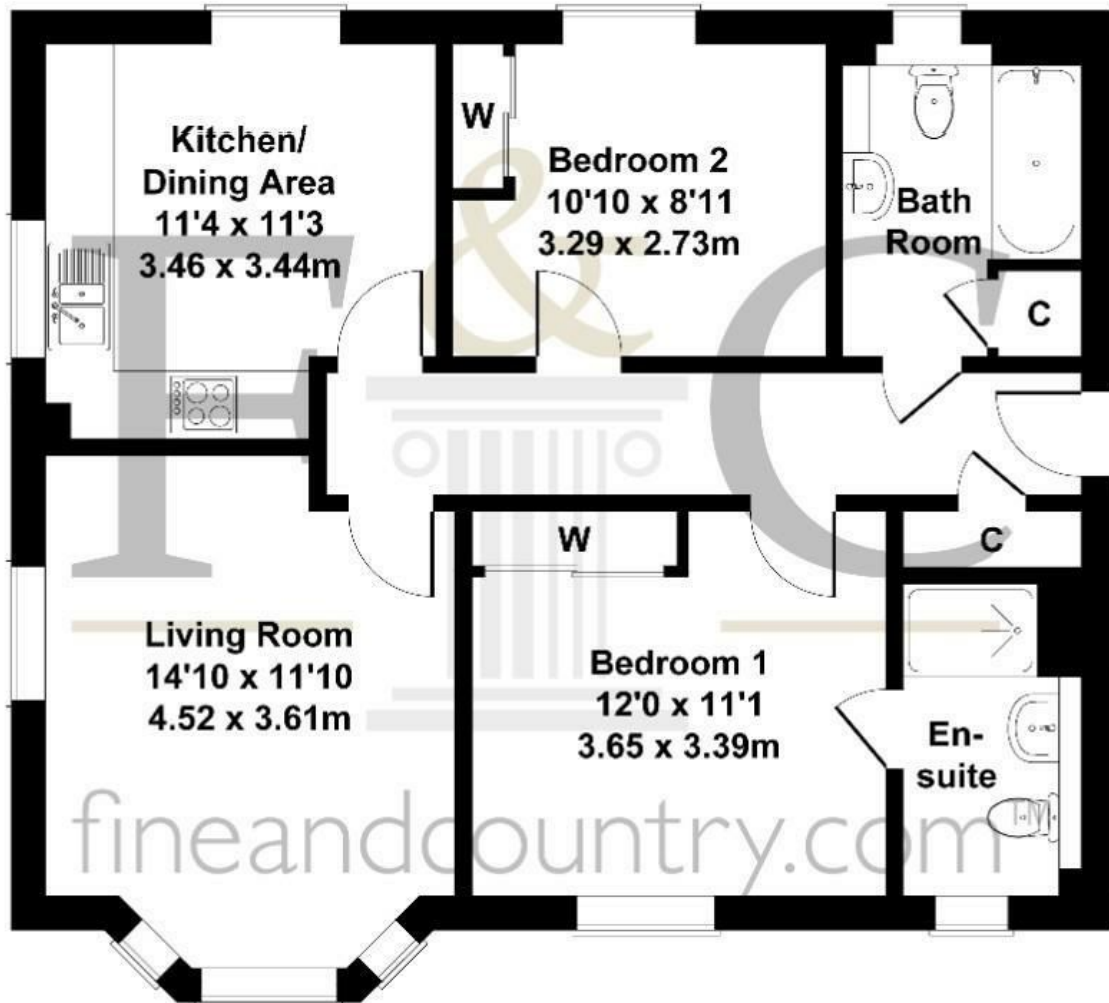 Kitchen/
Dining Area
11'4 x 11'3
3.46 x 3.44m
W
Bedroom 2
10'10 x 8'11
3.29 x 2.73m
Bath
Room
C
F & C
Living Room
14'10 x 11'10
4.52 x 3.61m
W
Bedroom 1
12'0 x 11'1
3.65 x 3.39m
C
En-
suite
fineandcountry.com™